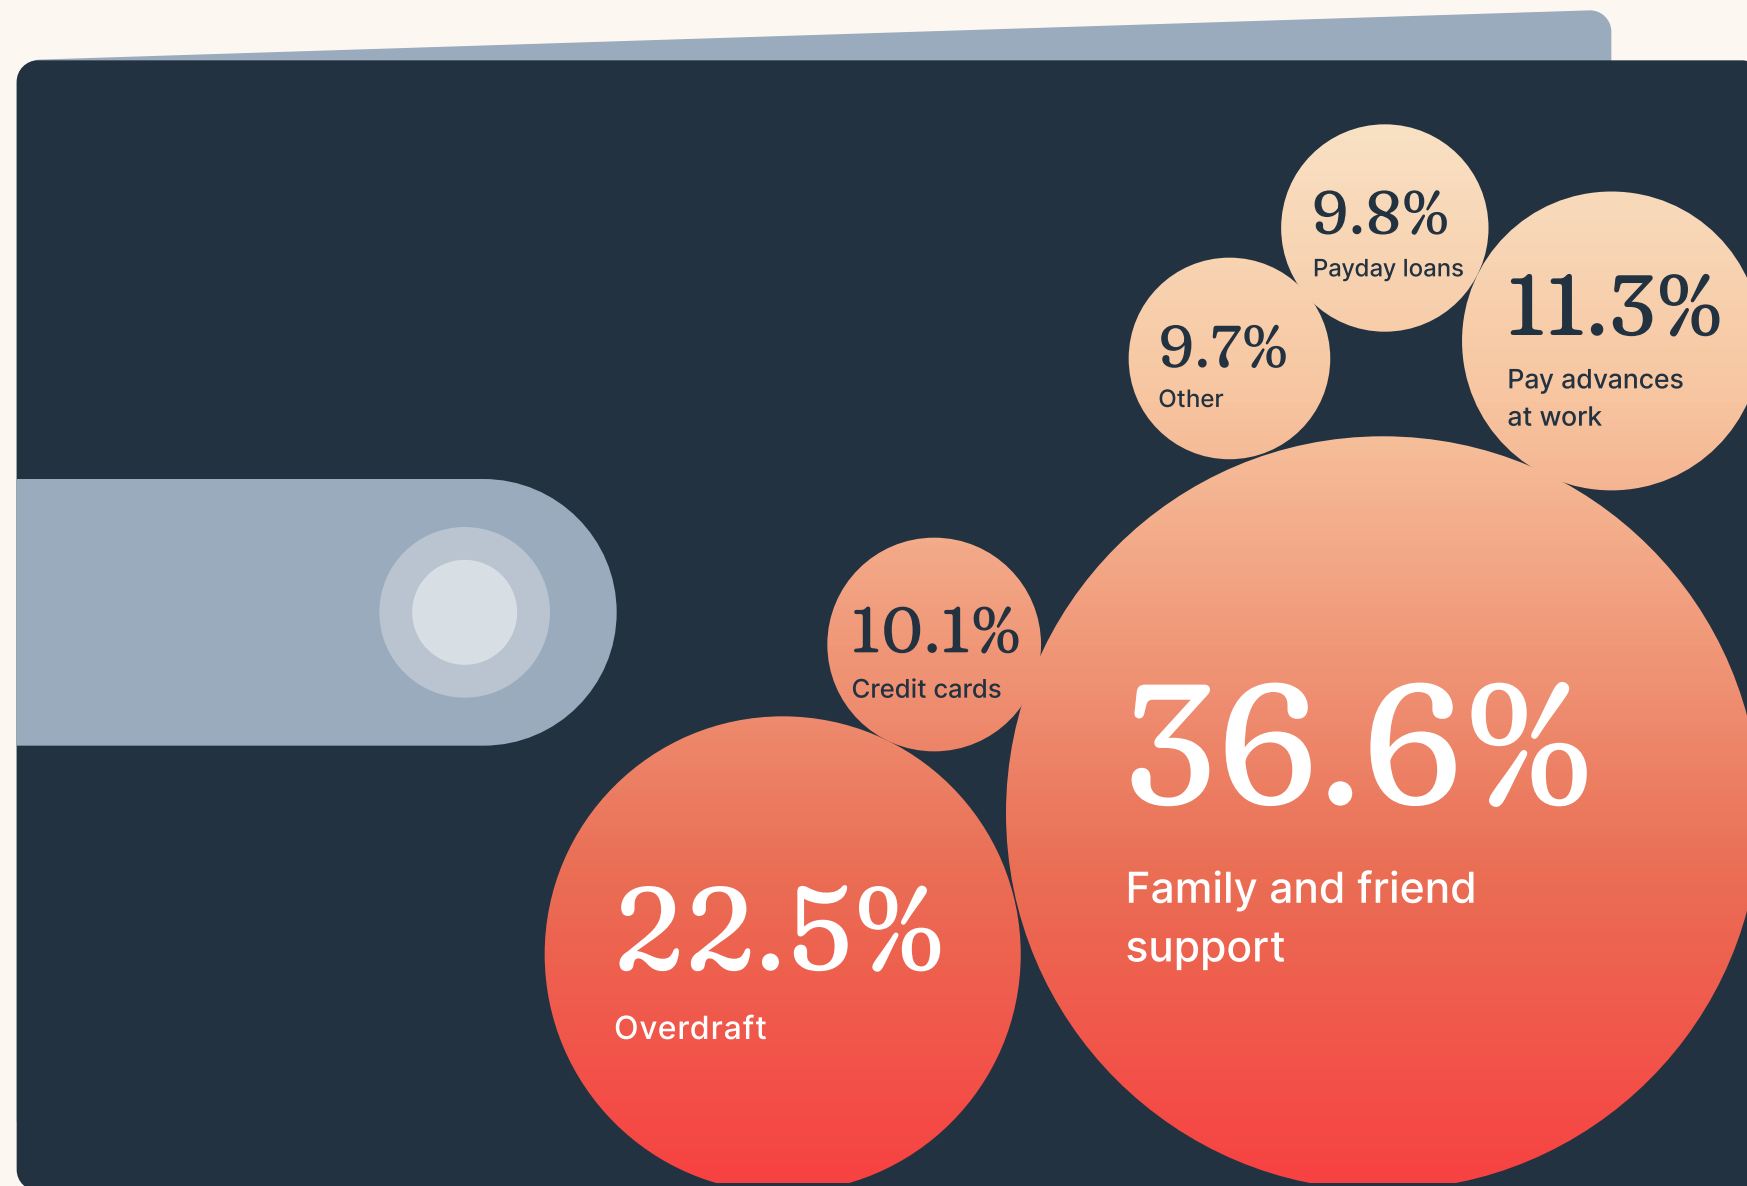 9.8%
Payday loans
11.3%
Pay advances
at work
9.7%
Other
10.1%
Credit cards
36.6%
Family and friend
support
22.5%
Overdraft